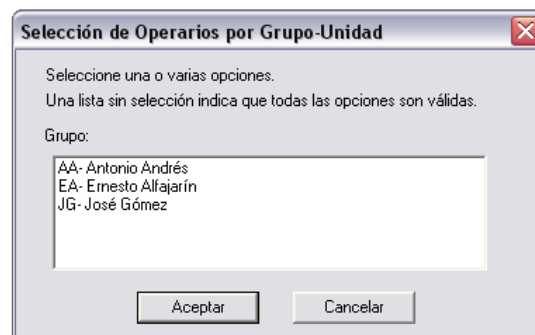 Selección de Operarios por Grupo-Unidad
Seleccione una o varias opciones.
Una lista sin selección indica que todas las opciones son válidas.
Grupo:
AA- Antonio Andrés
EA- Ernesto Alfajarín
JG- José Gómez
Aceptar
Cancelar